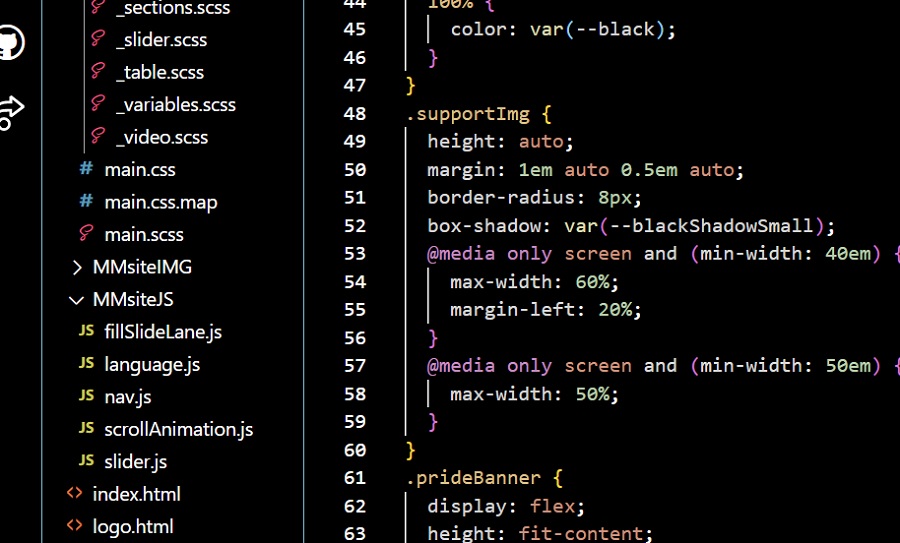 _sections.scss
_slider.scss
_table.scss
_variables.scss
_video.scss
# main.css
# main.css.map
main.scss
MMsiteIMG
MMsiteJS
JS fillSlideLane.js
JS language.js
JS nav.js
JS scrollAnimation.js
JS slider.js
<> index.html
<> logo.html
44 100% {
45 color: var(--black);
46 }
47 }
48 .supportImg {
49 height: auto;
50 margin: 1em auto 0.5em auto;
51 border-radius: 8px;
52 box-shadow: var(--blackShadowSmall);
53 @media only screen and (min-width: 40em) {
54 max-width: 60%;
55 margin-left: 20%;
56 }
57 @media only screen and (min-width: 50em) {
58 max-width: 50%;
59 }
60 }
61 .prideBanner {
62 display: flex;
63 height: fit-content;